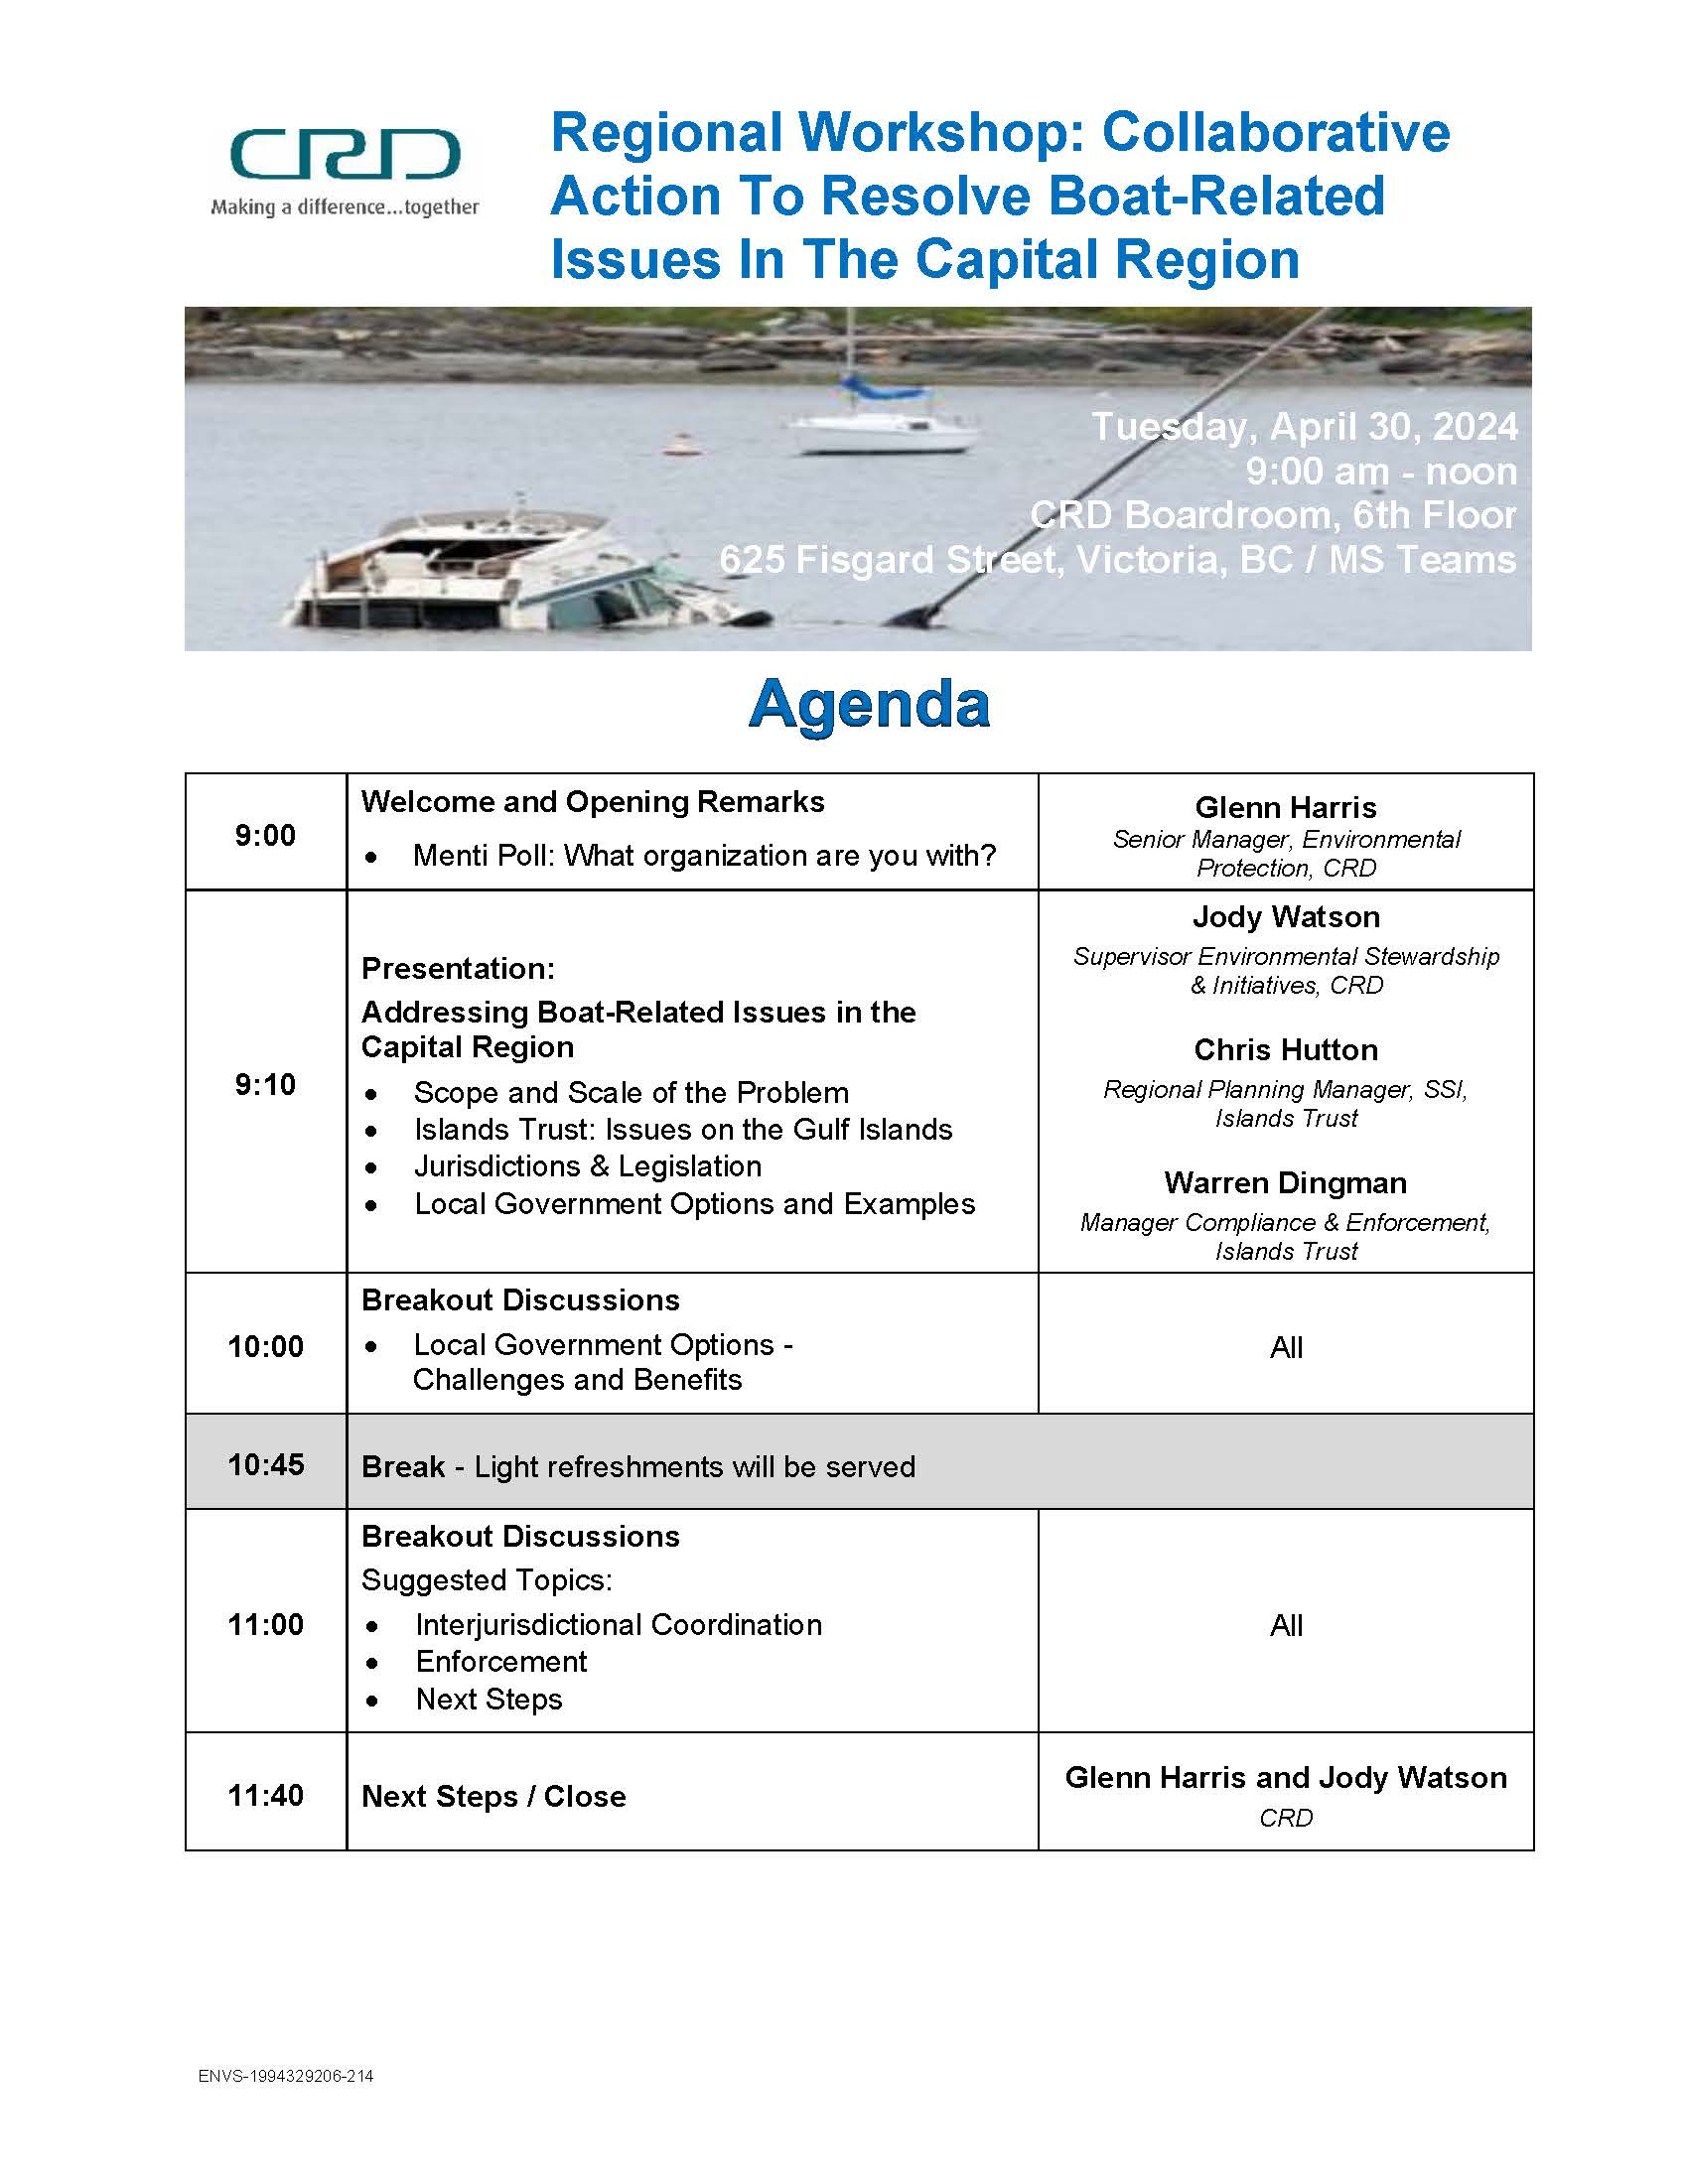 CRD
Making a difference...together
Regional Workshop: Collaborative
Action To Resolve Boat-Related
Issues In The Capital Region
Tuesday, April 30, 2024
9:00 am - noon
CRD Boardroom, 6th Floor
625 Fisgard Street, Victoria, BC / MS Teams
Agenda
9:00
Welcome and Opening Remarks
• Menti Poll: What organization are you with?
Glenn Harris
Senior Manager, Environmental
Protection, CRD
9:10
Presentation:
Addressing Boat-Related Issues in the
Capital Region
• Scope and Scale of the Problem
• Islands Trust: Issues on the Gulf Islands
• Jurisdictions & Legislation
• Local Government Options and Examples
Jody Watson
Supervisor Environmental Stewardship
& Initiatives, CRD
Chris Hutton
Regional Planning Manager, SSI,
Islands Trust
Warren Dingman
Manager Compliance & Enforcement,
Islands Trust
10:00
Breakout Discussions
• Local Government Options -
Challenges and Benefits
All
10:45
Break - Light refreshments will be served
11:00
Breakout Discussions
Suggested Topics:
• Interjurisdictional Coordination
• Enforcement
• Next Steps
All
11:40
Next Steps / Close
Glenn Harris and Jody Watson
CRD
ENVS-1994329206-214